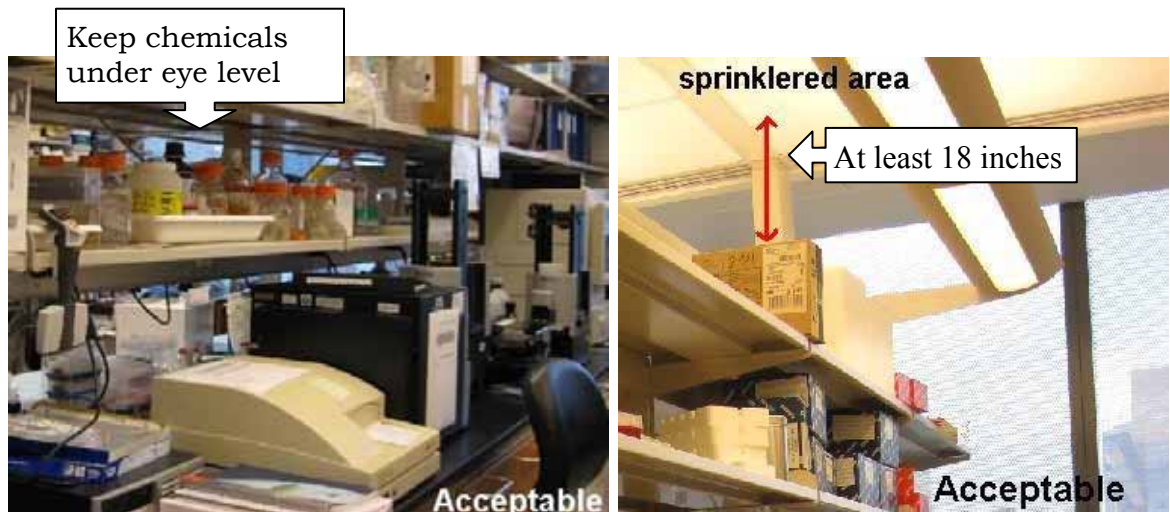 Keep chemicals
under eye level
Acceptable
sprinklered area
At least 18 inches
Acceptable